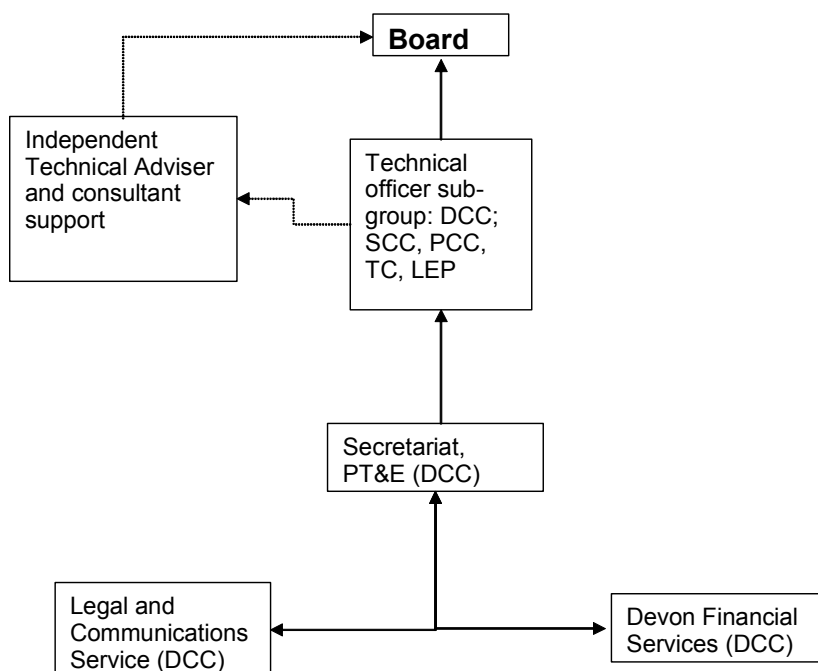 Board
Independent
Technical Adviser
and consultant
support
Technical
officer sub-
group: DCC;
SCC, PCC,
TC, LEP
Secretariat,
PT&E (DCC)
Legal and
Communications
Service (DCC)
Devon Financial
Services (DCC)